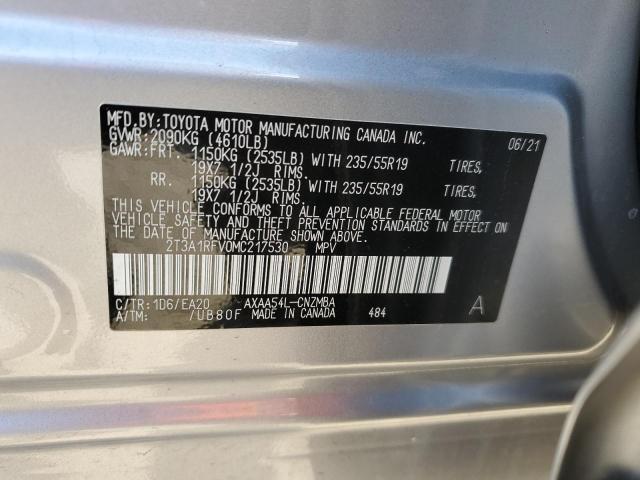 MFD.BY:TOYOTA MOTOR MANUFACTURING CANADA INC.
GVWR:2090KG (4610LB) 06/21
GAWR:FRT. 1150KG (2535LB) WITH 235/55R19 TIRES,
19X7 1/2J RIMS.
RR. 1150KG (2535LB) WITH 235/55R19 TIRES,
19X7 1/2J RIMS.
THIS VEHICLE CONFORMS TO ALL APPLICABLE FEDERAL MOTOR
VEHICLE SAFETY AND THEFT PREVENTION STANDARDS IN EFFECT ON
THE DATE OF MANUFACTURE SHOWN ABOVE.
2T3A1RFV0MC217530 MPV
C/TR:1D6/EA20 AXAA54L-CNZMBA A
A/TM: /UB80F MADE IN CANADA 484